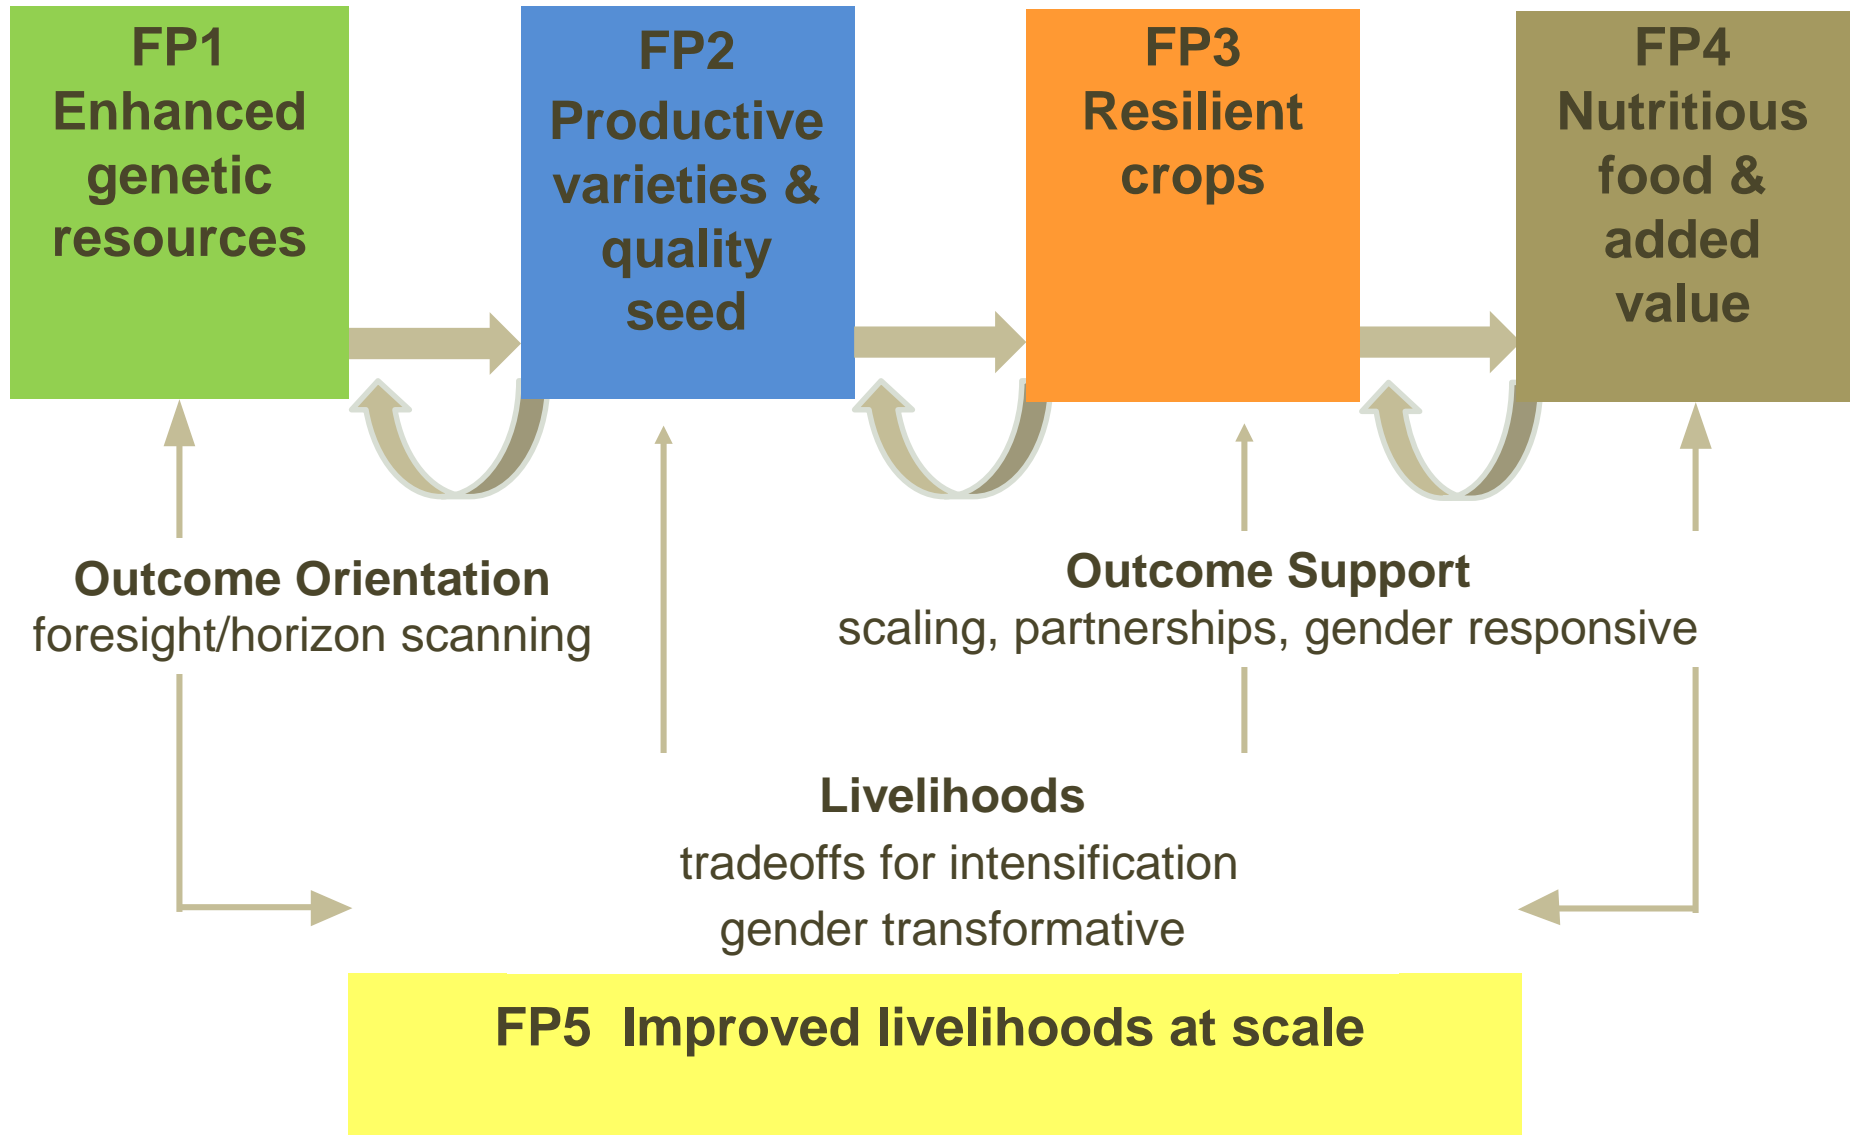 FP1
Enhanced
genetic
resources
FP2
Productive
varieties &
quality
seed
FP3
Resilient
crops
FP4
Nutritious
food &
added
value
Outcome Orientation
foresight/horizon scanning
Outcome Support
scaling, partnerships, gender responsive
Livelihoods
tradeoffs for intensification
gender transformative
FP5 Improved livelihoods at scale